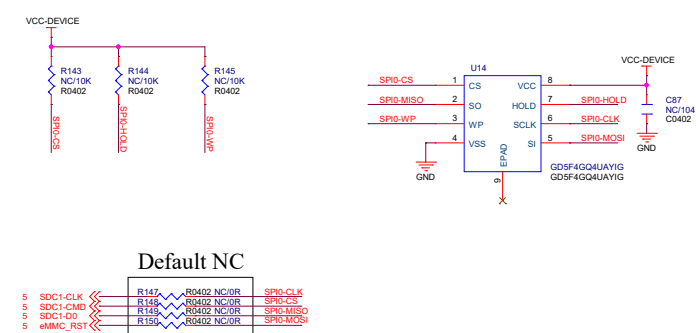 VCC-DEVICE
R143
NC/10K
R0402
R144
NC/10K
R0402
R145
NC/10K
R0402
SPI0-CS
SPI0-HOLD
SPI0-WP
U14
VCC-DEVICE
SPI0-CS 1 CS VCC 8
SPI0-MISO 2 SO HOLD 7 SPI0-HOLD
SPI0-WP 3 WP SCLK 6 SPI0-CLK
4 VSS SI 5 SPI0-MOSI
EPAD
9
GND
GD5F4GQ4UAYIG
GD5F4GQ4UAYIG
C87
NC/104
C0402
GND
Default NC
5 SDC1-CLK R147 R0402 NC/0R SPI0-CLK
5 SDC1-CMD R148 R0402 NC/0R SPI0-CS
5 SDC1-D0 R149 R0402 NC/0R SPI0-MISO
5 eMMC_RST R150 R0402 NC/0R SPI0-MOSI